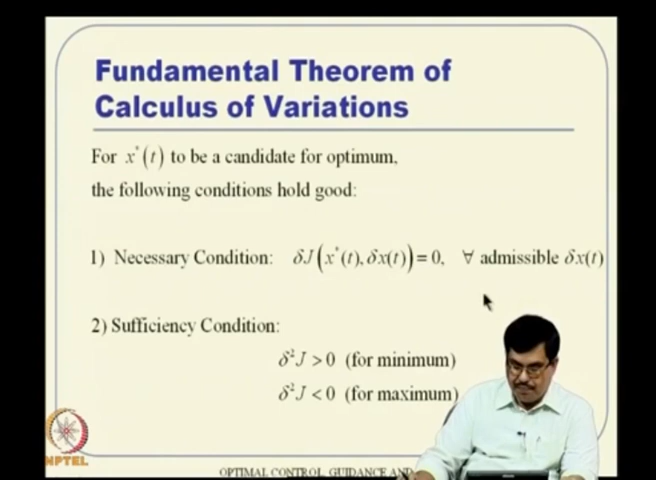 Fundamental Theorem of
Calculus of Variations
For x*(t) to be a candidate for optimum,
the following conditions hold good:
1) Necessary Condition: δJ(x*(t), δx(t)) = 0, ∀ admissible δx(t)
2) Sufficiency Condition:
δ²J > 0 (for minimum)
δ²J < 0 (for maximum)
NPTEL
OPTIMAL CONTROL, GUIDANCE AND